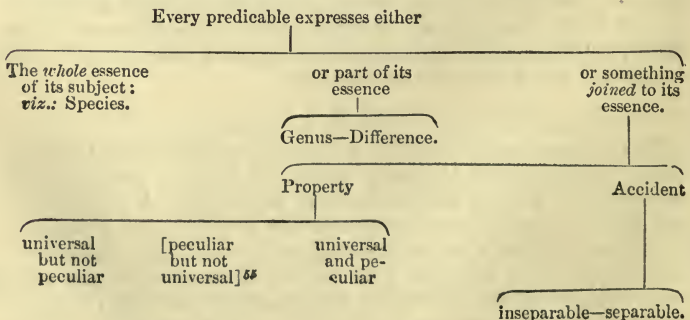 Every predicable expresses either
The whole essence
of its subject:
viz.: Species.
or part of its
essence
or something
joined to its
essence.
Genus—Difference.
Property
Accident
universal
but not
peculiar
[peculiar
but not
universal]⁵⁵
universal
and pe-
culiar
inseparable—separable.